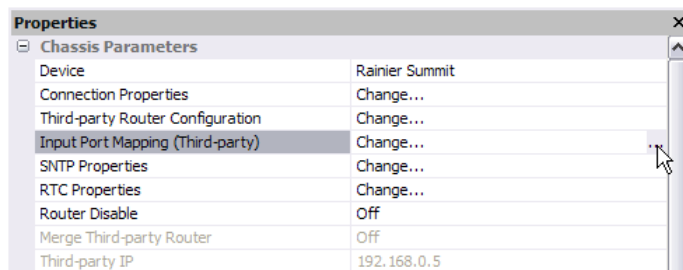 Properties
Chassis Parameters
Device Rainier Summit
Connection Properties Change...
Third-party Router Configuration Change...
Input Port Mapping (Third-party) Change... ...
SNTP Properties Change...
RTC Properties Change...
Router Disable Off
Merge Third-party Router Off
Third-party IP 192.168.0.5